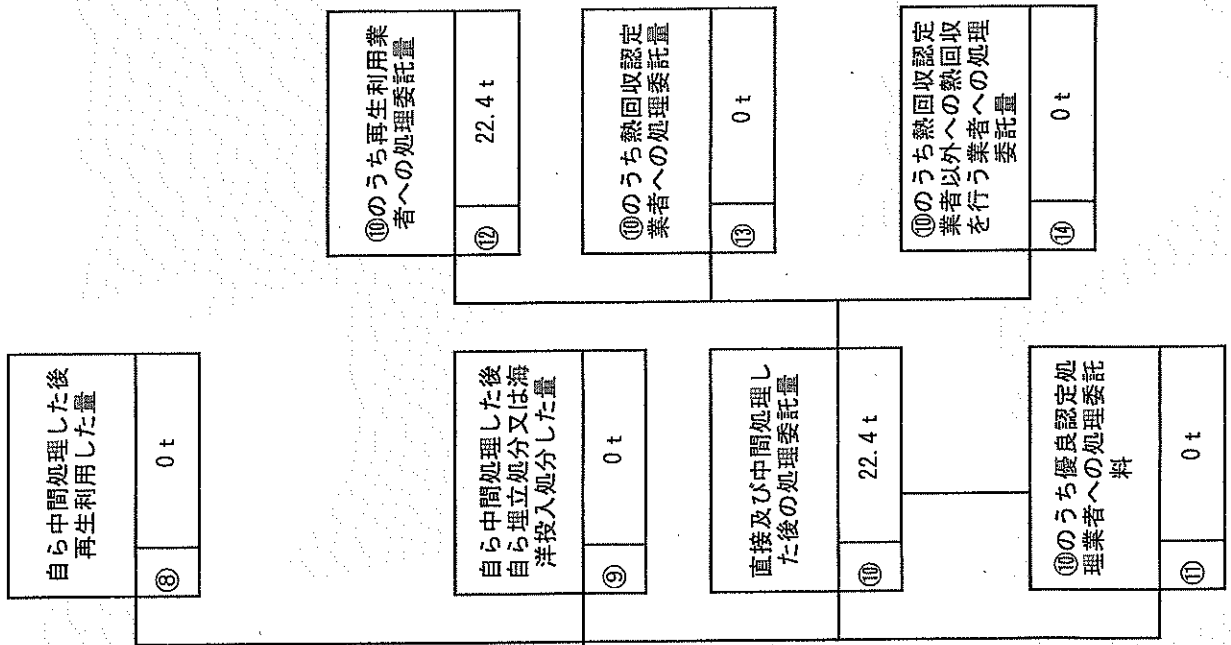 自ら中間処理した後
再生利用した量
⑧
0 t
自ら中間処理した後
自ら埋立処分又は海
洋投入処分した量
⑨
0 t
直接及び中間処理し
た後の処理委託量
⑩
22.4 t
⑩のうち優良認定処
理業者への処理委託
料
⑪
0 t
⑩のうち再生利用業
者への処理委託量
⑫
22.4 t
⑩のうち熱回収認定
業者への処理委託量
⑬
0 t
⑩のうち熱回収認定
業者以外への熱回収
を行う業者への処理
委託量
⑭
0 t